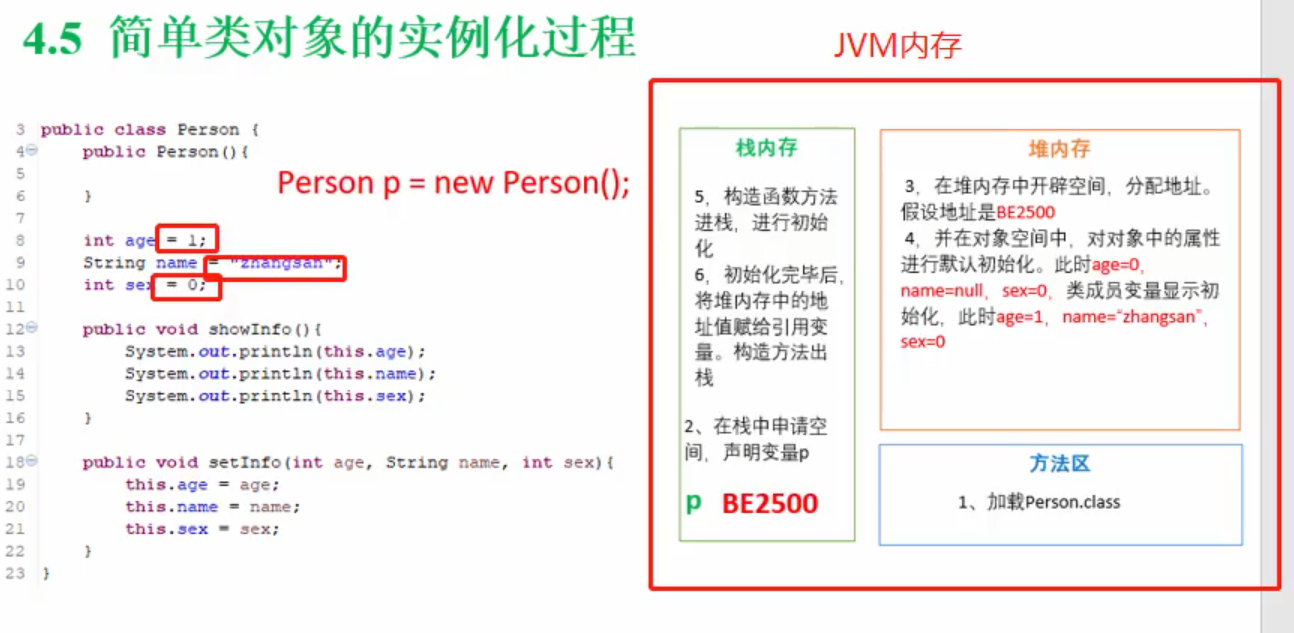 4.5 简单类对象的实例化过程
JVM内存
3 public class Person {
4 public Person(){
5
6 }
7
8 int age = 1;
9 String name = "zhangsan";
10 int sex = 0;
11
12 public void showInfo(){
13 System.out.println(this.age);
14 System.out.println(this.name);
15 System.out.println(this.sex);
16 }
17
18 public void setInfo(int age, String name, int sex){
19 this.age = age;
20 this.name = name;
21 this.sex = sex;
22 }
23 }
Person p = new Person();
栈内存
5，构造函数方法
进栈，进行初始
化
6，初始化完毕后，
将堆内存中的地
址值赋给引用变
量。构造方法出
栈
2、在栈中申请空
间，声明变量p
p BE2500
堆内存
3，在堆内存中开辟空间，分配地址。
假设地址是BE2500
4，并在对象空间中，对对象中的属性
进行默认初始化。此时age=0，
name=null，sex=0，类成员变量显示初
始化，此时age=1，name=“zhangsan”，
sex=0
方法区
1、加载Person.class